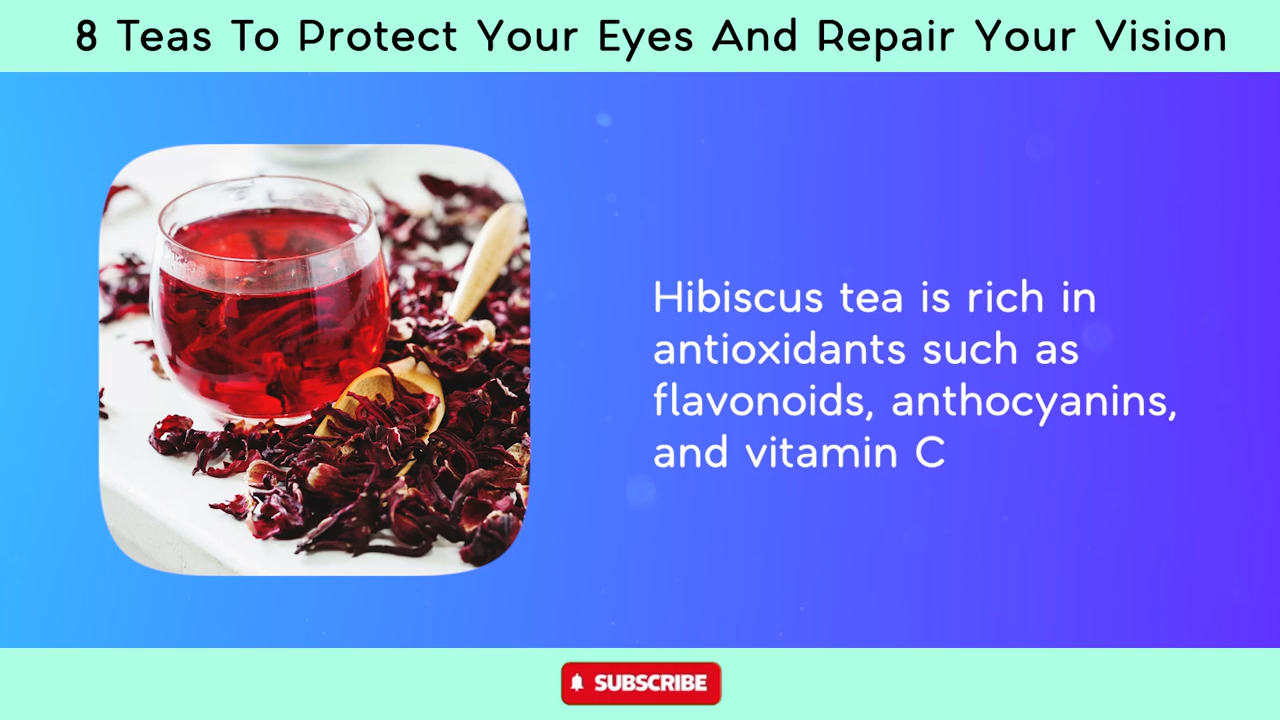 8 Teas To Protect Your Eyes And Repair Your Vision
Hibiscus tea is rich in
antioxidants such as
flavonoids, anthocyanins,
and vitamin C
SUBSCRIBE